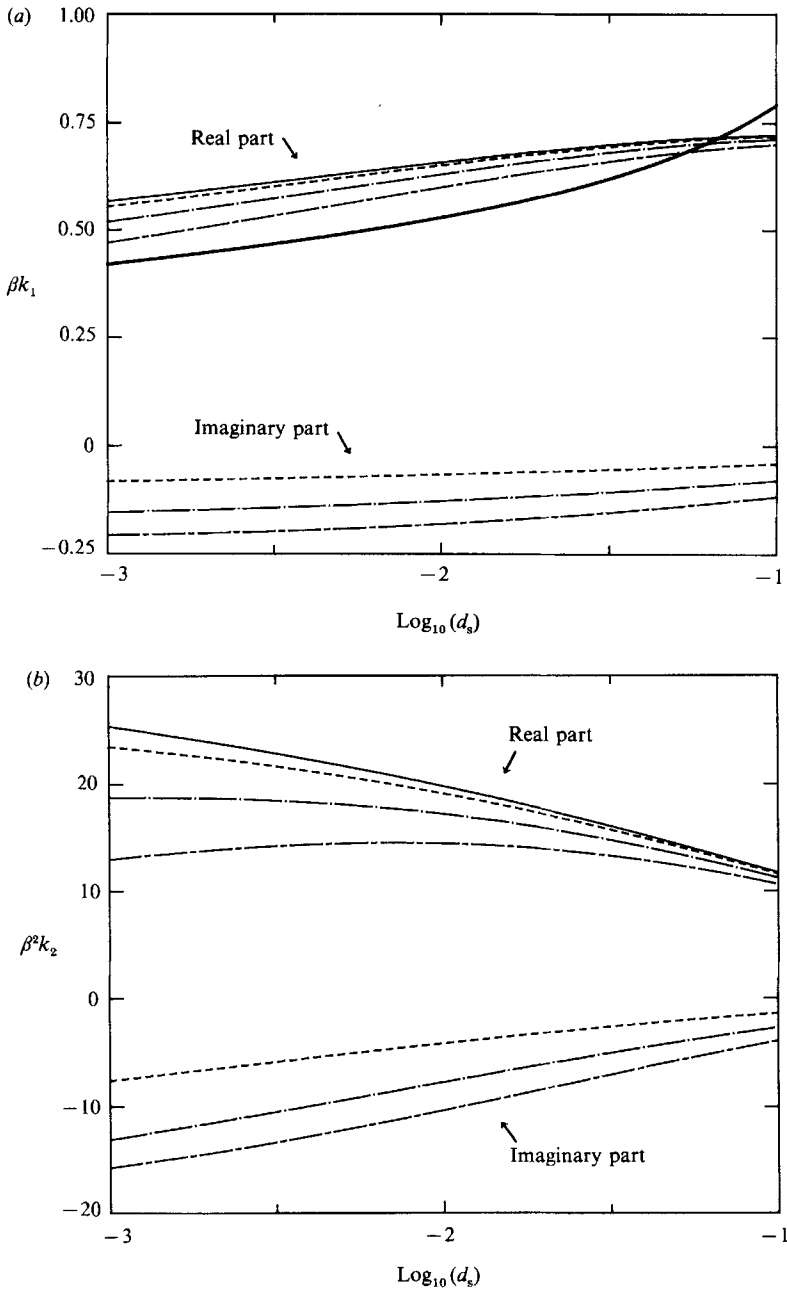 (a)
1.00
0.75
0.50
0.25
0
−0.25
βk₁
Real part
Imaginary part
−3
−2
−1
Log₁₀ (dₛ)
(b)
30
20
10
0
−10
−20
β²k₂
Real part
Imaginary part
−3
−2
−1
Log₁₀ (dₛ)